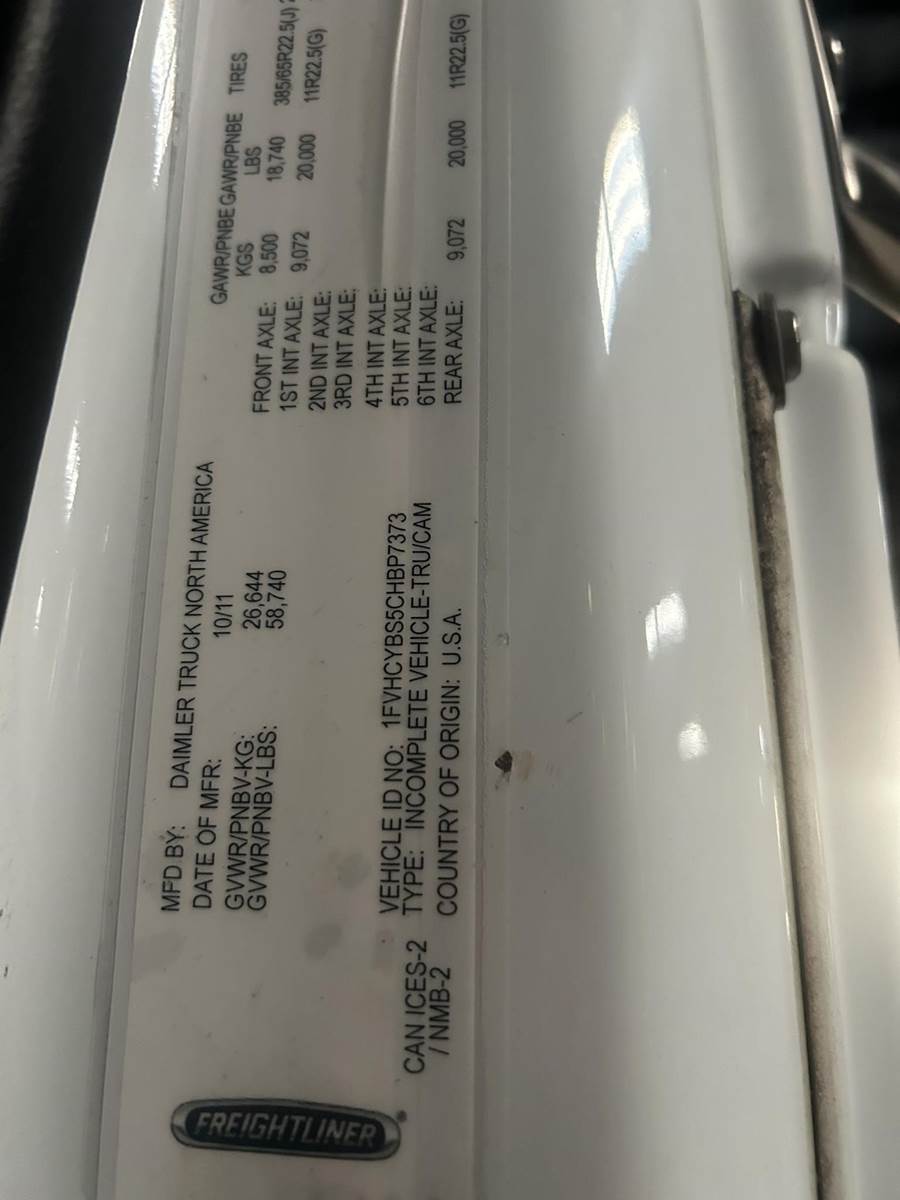 FREIGHTLINER
MFD BY: DAIMLER TRUCK NORTH AMERICA
DATE OF MFR: 10/11
GVWR/PNBV-KG: 26,644
GVWR/PNBV-LBS: 58,740
CAN ICES-2
/ NMB-2
VEHICLE ID NO: 1FVHCYBS5CHBP7373
TYPE: INCOMPLETE VEHICLE-TRU/CAM
COUNTRY OF ORIGIN: U.S.A.
GAWR/PNBE GAWR/PNBE TIRES
KGS LBS
FRONT AXLE: 8,500 18,740 385/65R22.5(J)
1ST INT AXLE: 9,072 20,000 11R22.5(G)
2ND INT AXLE:
3RD INT AXLE:
4TH INT AXLE:
5TH INT AXLE:
6TH INT AXLE:
REAR AXLE: 9,072 20,000 11R22.5(G)